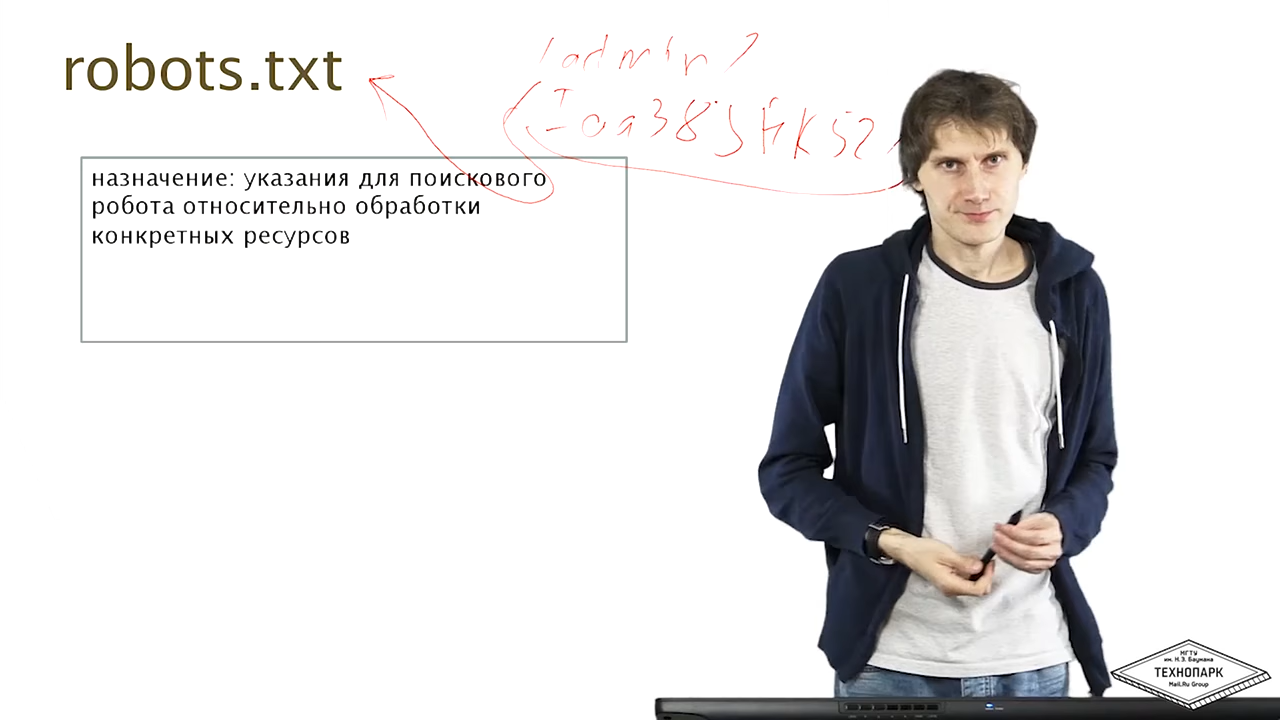 robots.txt
/admin/
назначение: указания для поискового
робота относительно обработки
конкретных ресурсов
МГТУ
им. Н.Э. Баумана
ТЕХНОПАРК
Mail.Ru Group